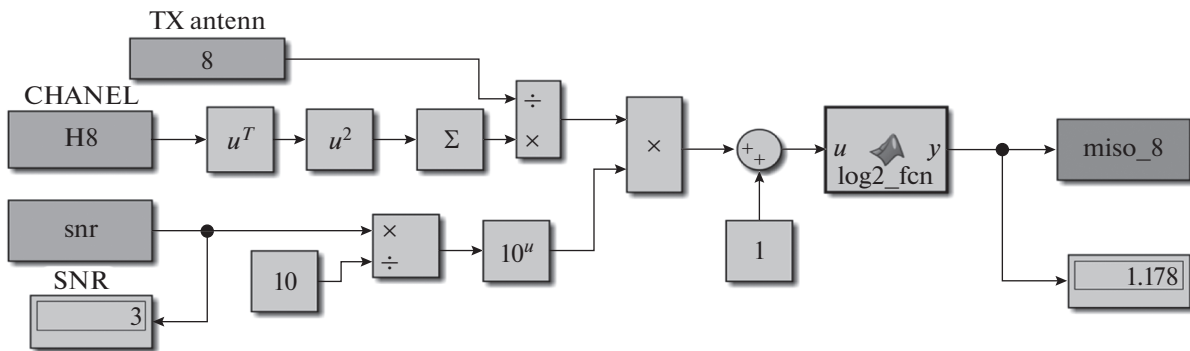 TX antenn
8
CHANEL
H8
u^T
u^2
Σ
÷
×
×
+
+
u
y
log2_fcn
miso_8
snr
×
÷
10
10^u
1
SNR
3
1.178